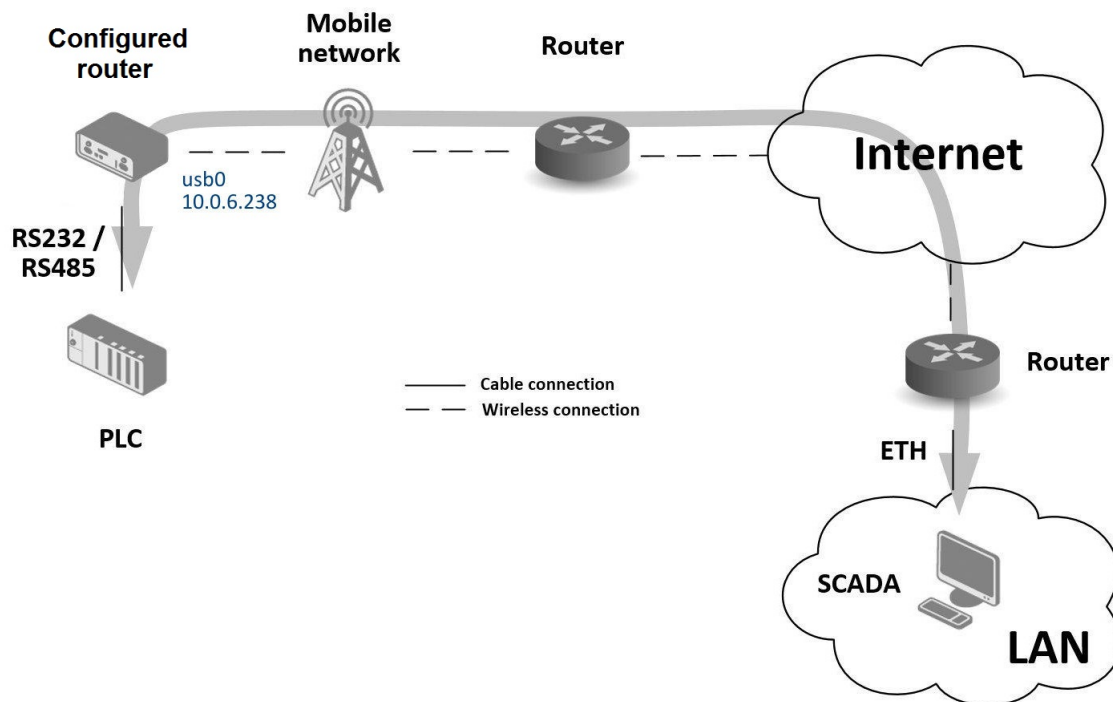 Configured
router
Mobile
network
Router
Internet
usb0
10.0.6.238
RS232 /
RS485
Router
Cable connection
Wireless connection
PLC
ETH
SCADA
LAN